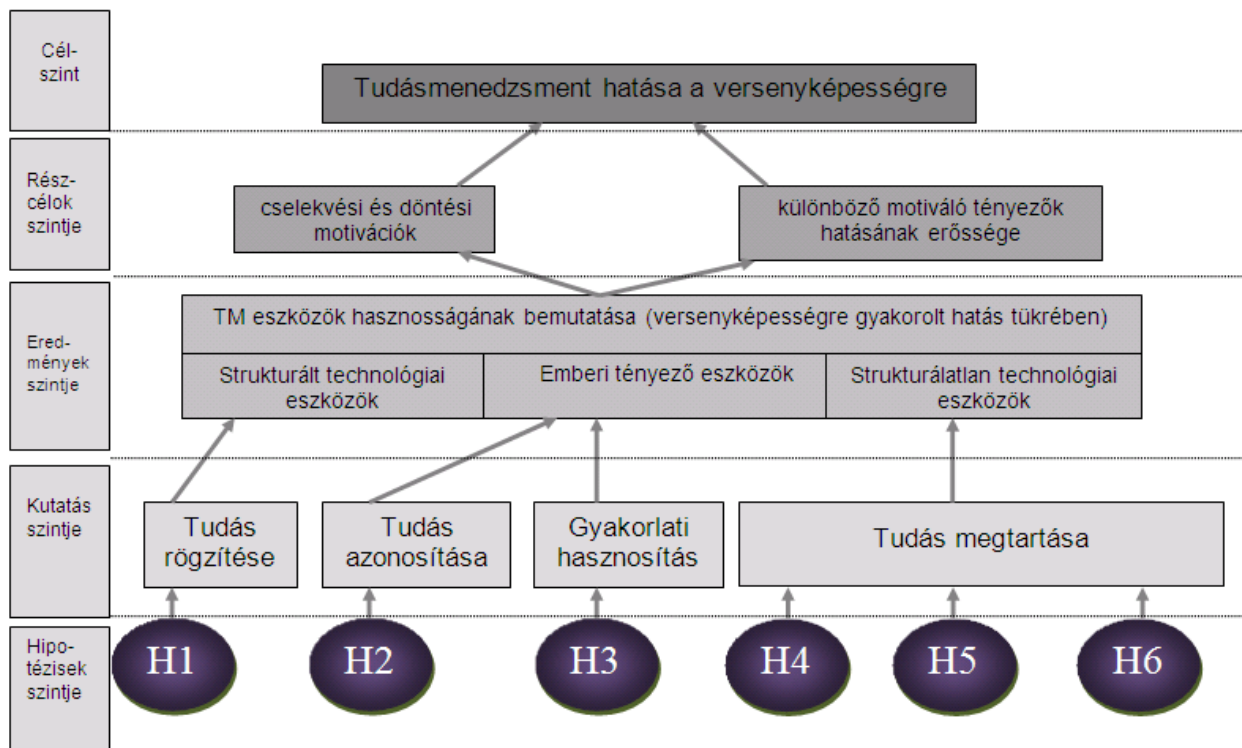 Cél-
szint
Tudásmenedzsment hatása a versenyképességre
Rész-
célok
szintje
cselekvési és döntési
motivációk
különböző motiváló tényezők
hatásának erőssége
Ered-
mények
szintje
TM eszközök hasznosságának bemutatása (versenyképességre gyakorolt hatás tükrében)
Strukturált technológiai
eszközök
Emberi tényező eszközök
Strukturálatlan technológiai
eszközök
Kutatás
szintje
Tudás
rögzítése
Tudás
azonosítása
Gyakorlati
hasznosítás
Tudás megtartása
Hipo-
tézisek
szintje
H1
H2
H3
H4
H5
H6